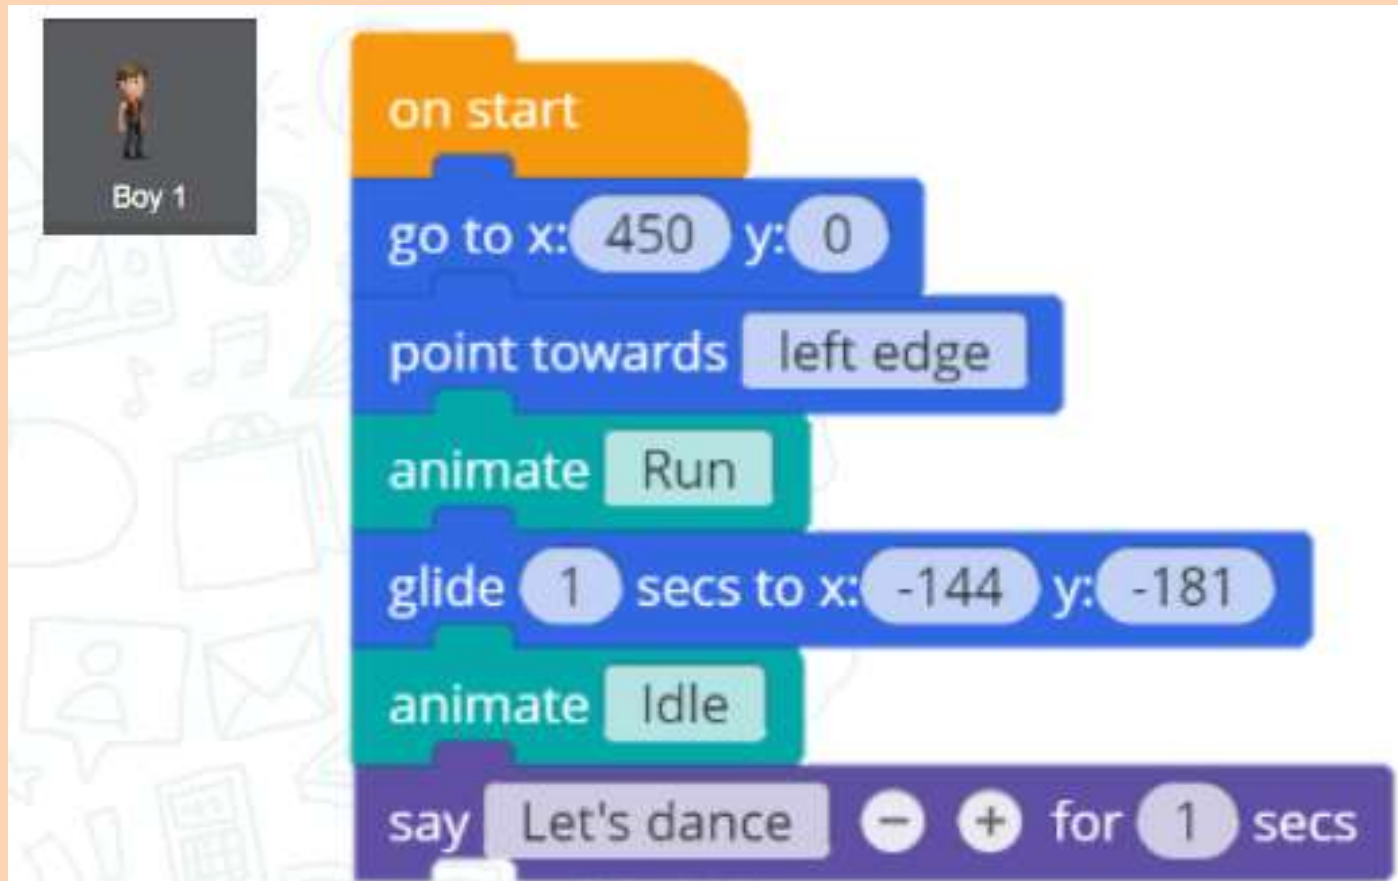 Boy 1
on start
go to x: 450 y: 0
point towards left edge
animate Run
glide 1 secs to x: -144 y: -181
animate Idle
say Let's dance − + for 1 secs